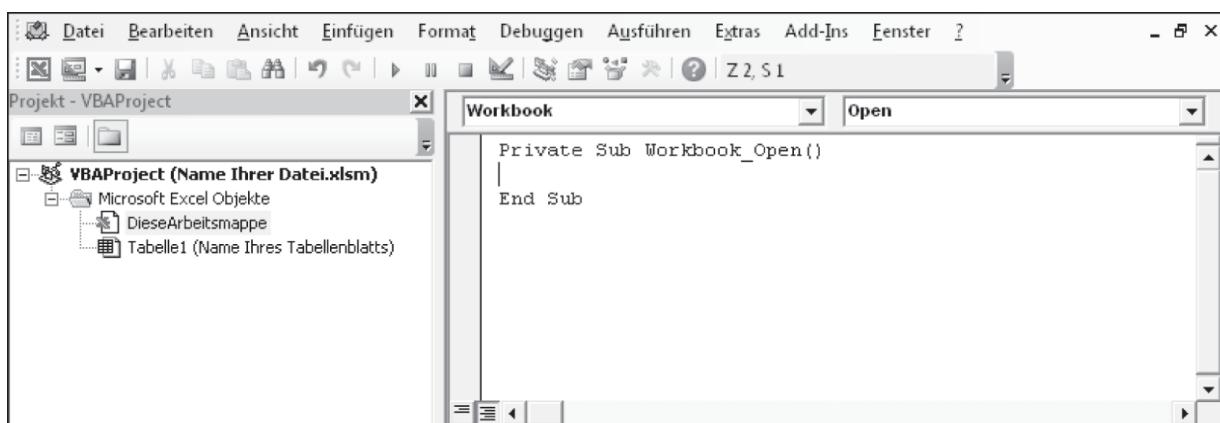 Datei Bearbeiten Ansicht Einfügen Format Debuggen Ausführen Extras Add-Ins Fenster ?
Z 2, S 1
Projekt - VBAProject
VBAProject (Name Ihrer Datei.xlsm)
Microsoft Excel Objekte
DieseArbeitsmappe
Tabelle1 (Name Ihres Tabellenblatts)
Workbook Open
Private Sub Workbook_Open()
End Sub